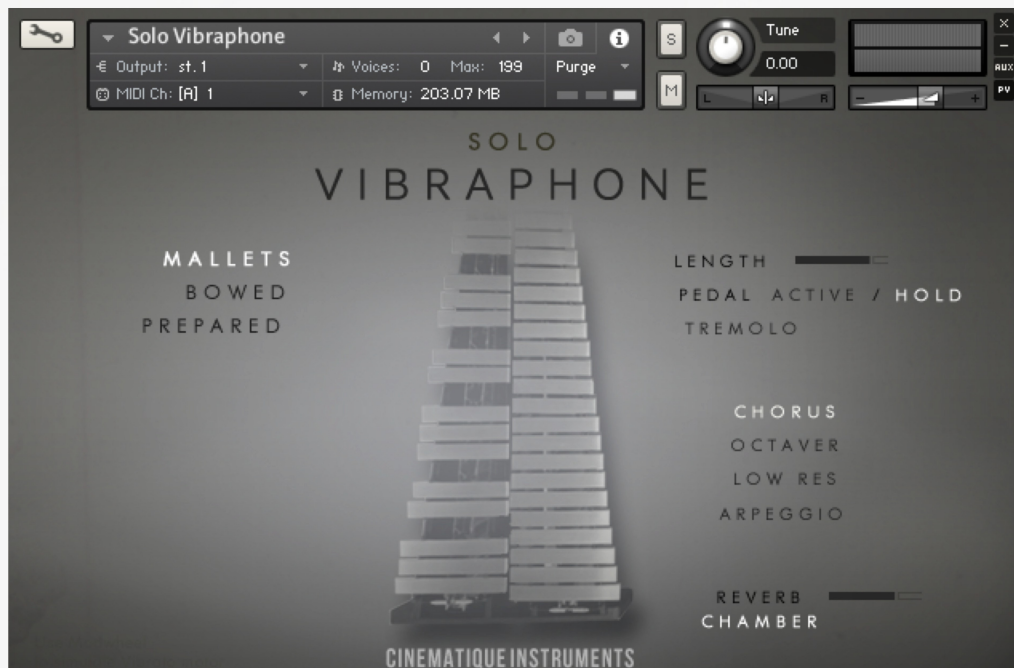 Solo Vibraphone
Output: st.1
Voices: 0 Max: 199
Purge
MIDI Ch: [A] 1
Memory: 203.07 MB
S
M
Tune
0.00
L
R
-
+
×
-
AUX
PV
SOLO
VIBRAPHONE
MALLETS
BOWED
PREPARED
LENGTH
PEDAL ACTIVE / HOLD
TREMOLO
CHORUS
OCTAVER
LOW RES
ARPEGGIO
REVERB
CHAMBER
CINEMATIQUE INSTRUMENTS